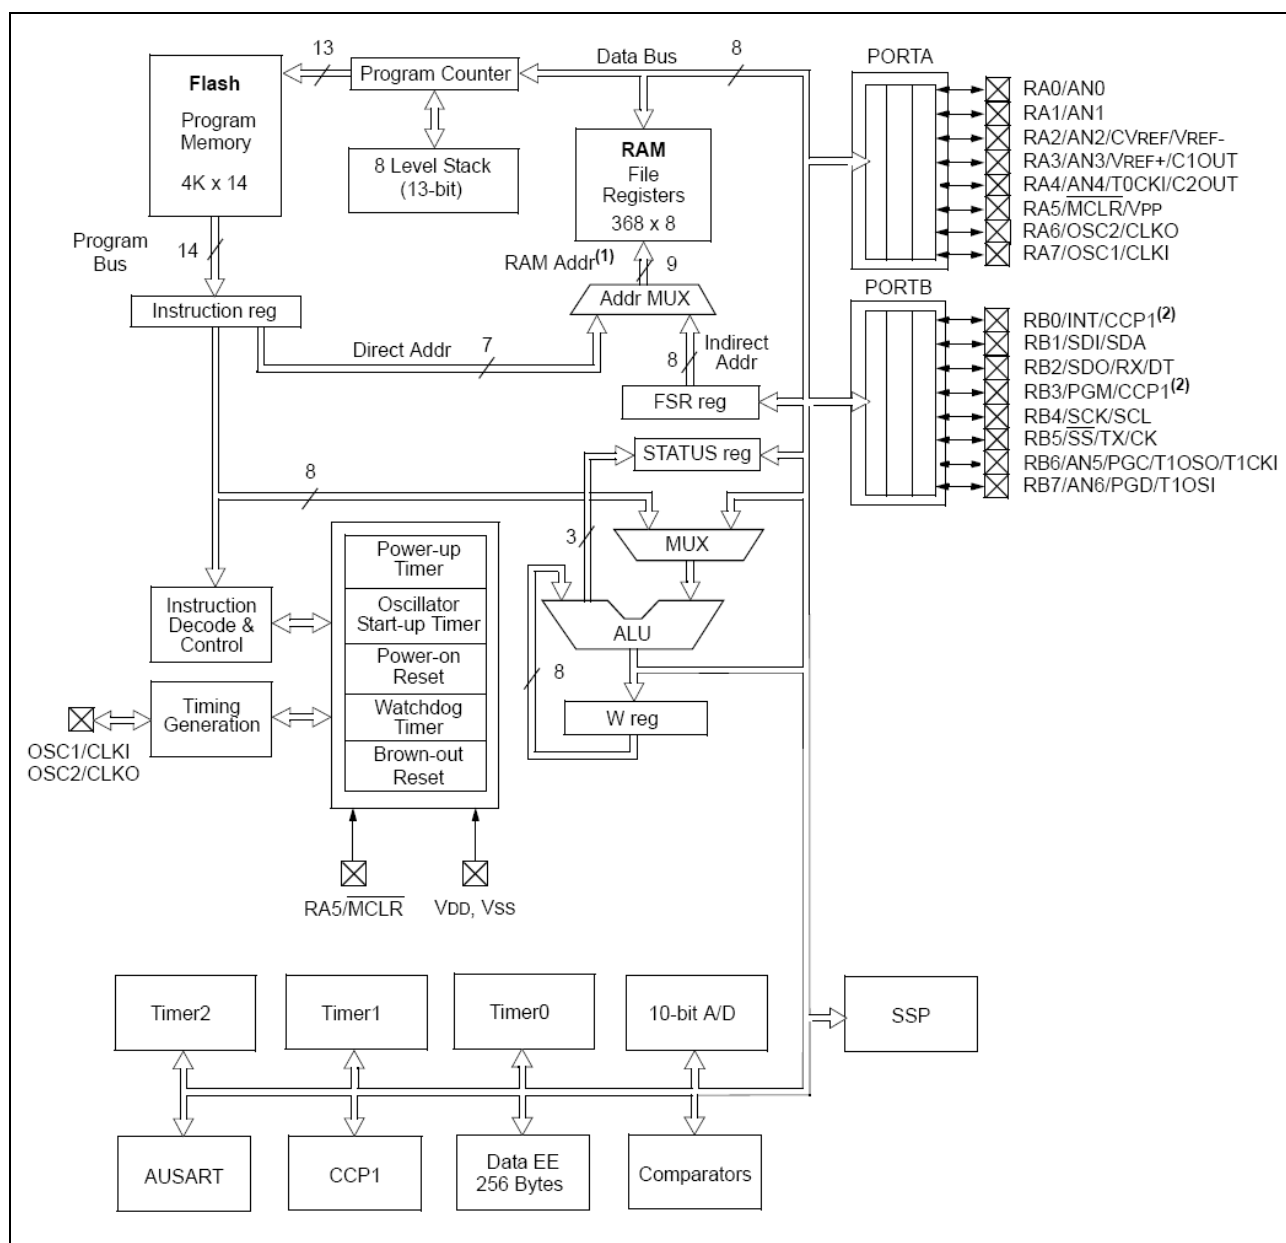 13
Program Counter
Data Bus
8
Flash
Program
Memory
4K x 14
8 Level Stack
(13-bit)
RAM
File
Registers
368 x 8
PORTA
RA0/AN0
RA1/AN1
RA2/AN2/CVREF/VREF-
RA3/AN3/VREF+/C1OUT
RA4/AN4/T0CKI/C2OUT
RA5/MCLR/VPP
RA6/OSC2/CLKO
RA7/OSC1/CLKI
Program
Bus
14
RAM Addr(1)
9
Addr MUX
Instruction reg
Direct Addr
7
Indirect
Addr
8
FSR reg
PORTB
RB0/INT/CCP1(2)
RB1/SDI/SDA
RB2/SDO/RX/DT
RB3/PGM/CCP1(2)
RB4/SCK/SCL
RB5/SS/TX/CK
RB6/AN5/PGC/T1OSO/T1CKI
RB7/AN6/PGD/T1OSI
STATUS reg
8
3
MUX
Power-up
Timer
Oscillator
Start-up Timer
Power-on
Reset
Watchdog
Timer
Brown-out
Reset
Instruction
Decode &
Control
ALU
8
W reg
Timing
Generation
OSC1/CLKI
OSC2/CLKO
RA5/MCLR
VDD, VSS
Timer2
Timer1
Timer0
10-bit A/D
SSP
AUSART
CCP1
Data EE
256 Bytes
Comparators